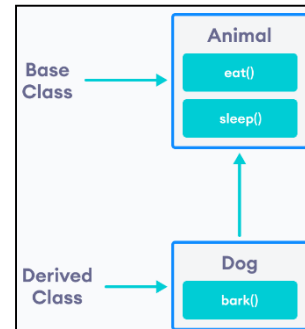 Animal
Base
Class
eat()
sleep()
Dog
Derived
Class
bark()